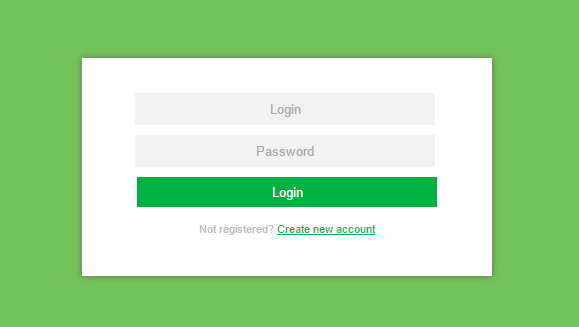 Login
Password
Login
Not registered? Create new account